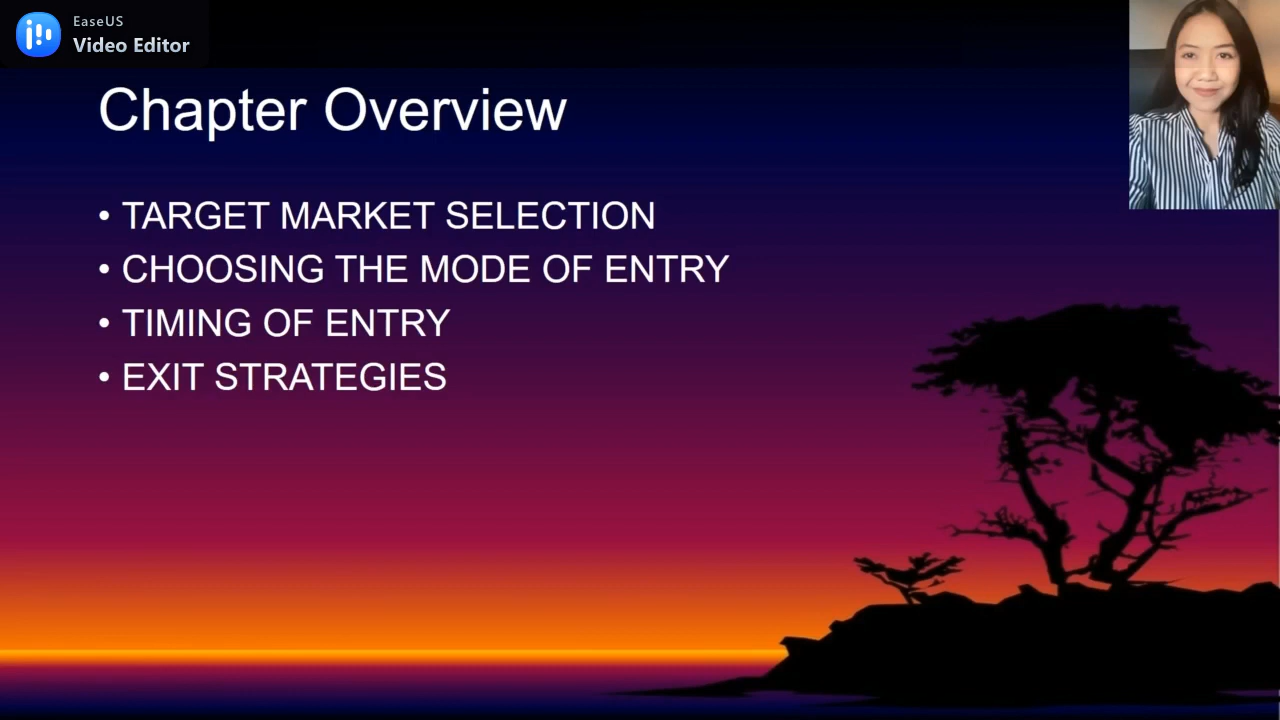 EaseUS
Video Editor
Chapter Overview
• TARGET MARKET SELECTION
• CHOOSING THE MODE OF ENTRY
• TIMING OF ENTRY
• EXIT STRATEGIES